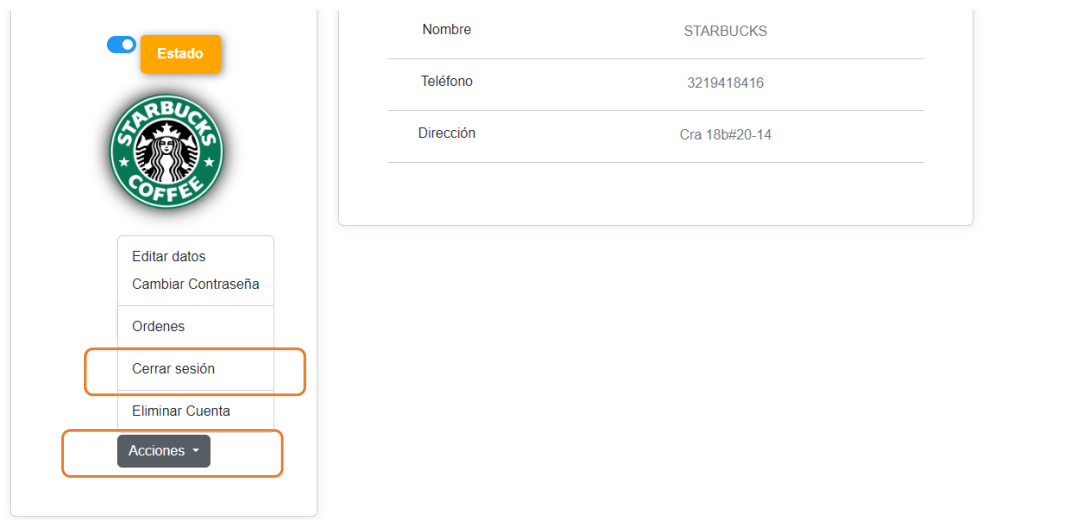 Estado
STARBUCKS
COFFEE
Editar datos
Cambiar Contraseña
Ordenes
Cerrar sesión
Eliminar Cuenta
Acciones
Nombre STARBUCKS
Teléfono 3219418416
Dirección Cra 18b#20-14